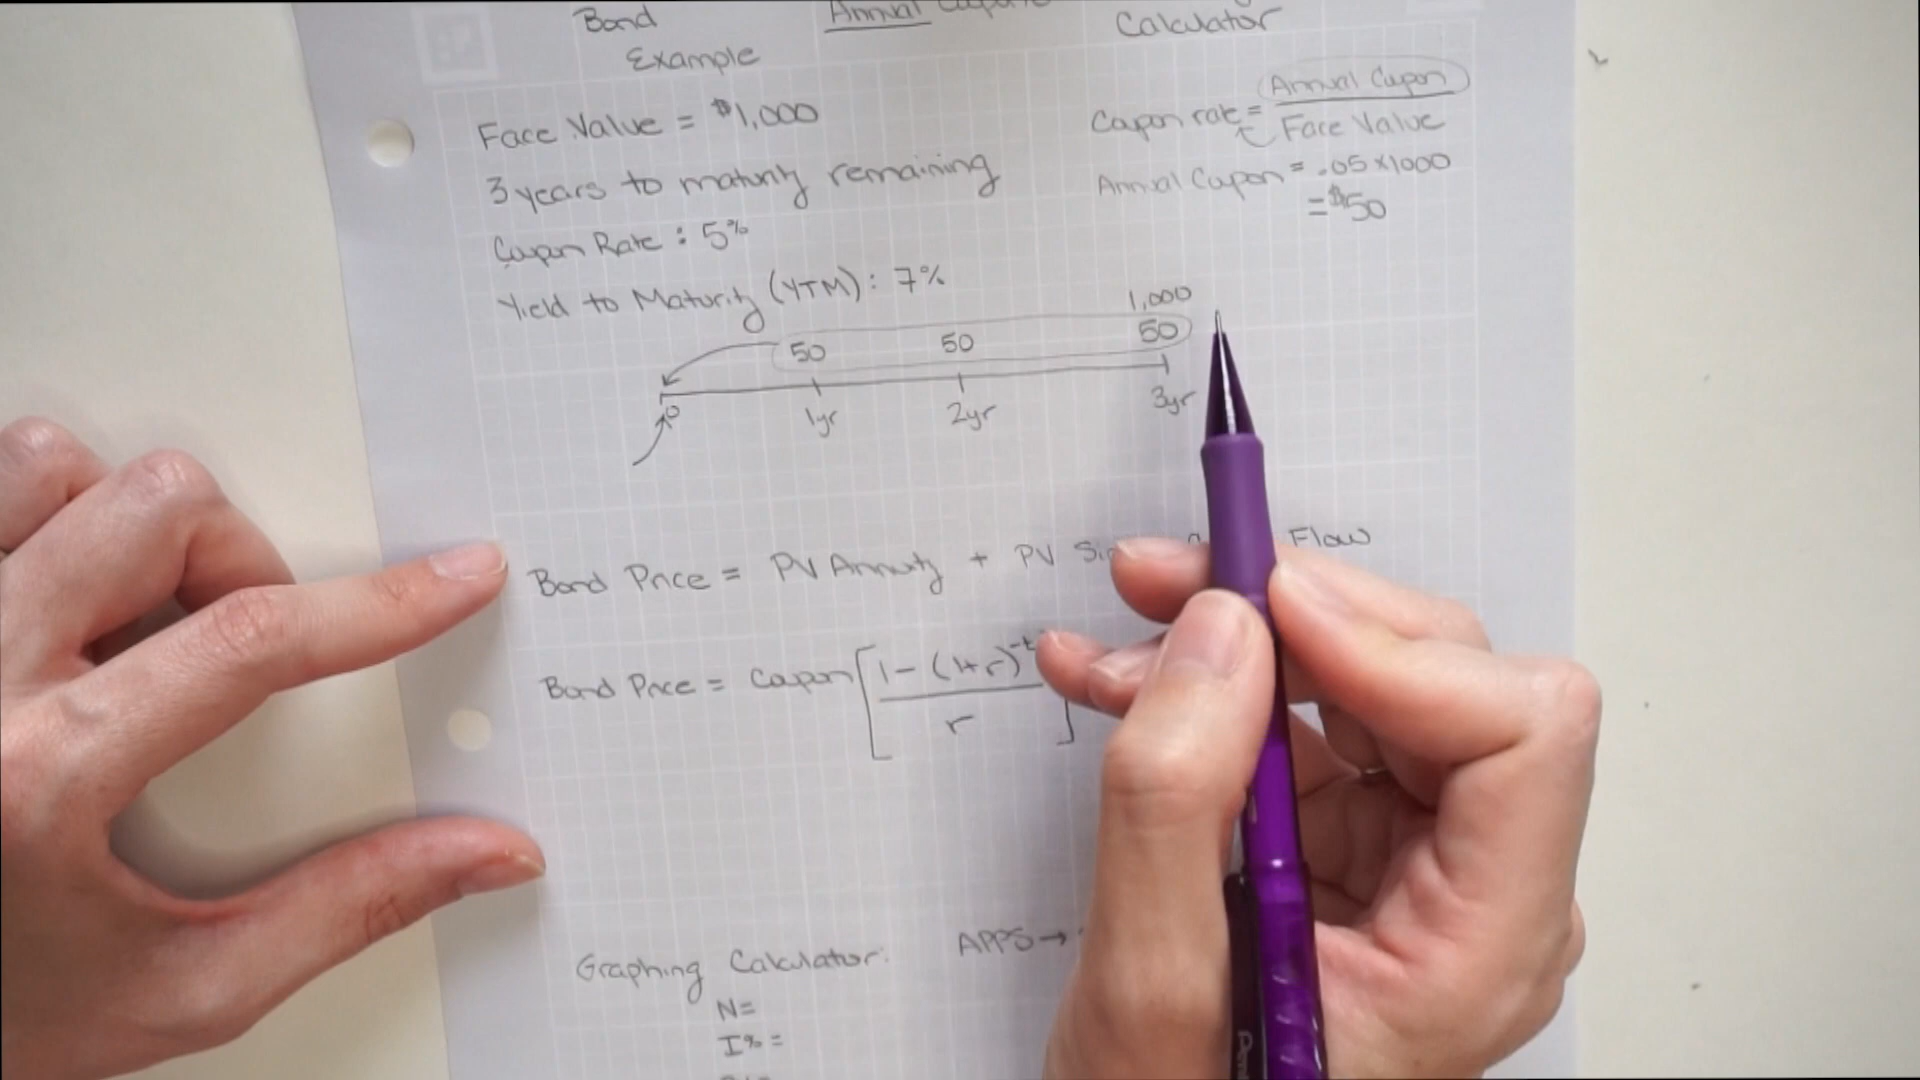 Bond Annual Calculator
Example
Face Value = $1,000
3 years to maturity remaining
Coupon Rate : 5%
Yield to Maturity (YTM): 7%
Coupon rate = Annual Coupon
Face Value
Annual Coupon = .05 x 1000
= $50
1,000
50 50 50
0 1yr 2yr 3yr
Bond Price = PV Annuity + PV Flow
Bond Price = Coupon [ 1 - (1+r)^-t
r ]
Graphing Calculator: APPS →
N=
I% =